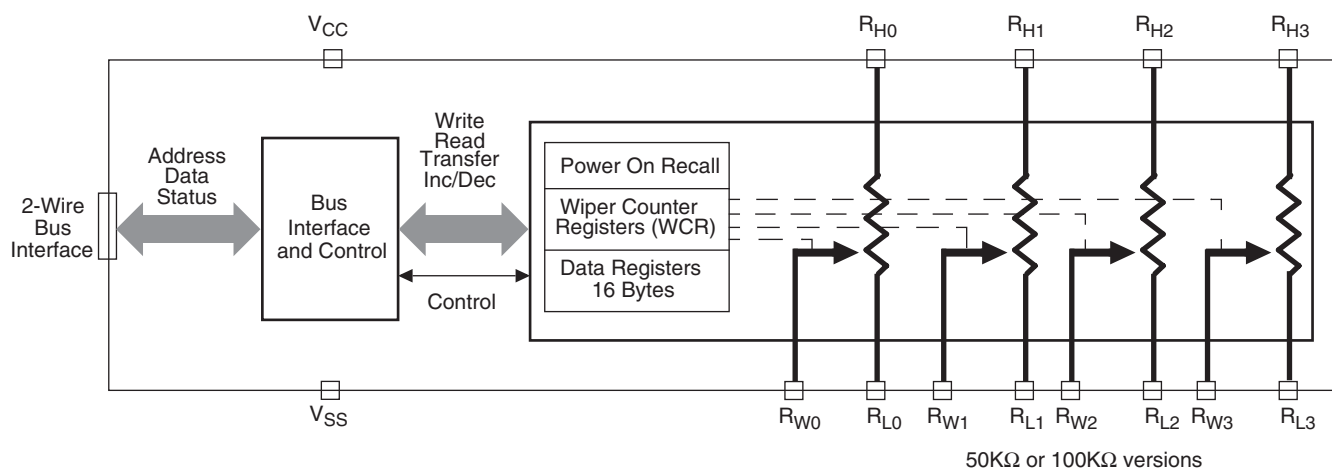 V_CC
R_H0
R_H1
R_H2
R_H3
Write
Read
Transfer
Inc/Dec
Address
Data
Status
2-Wire
Bus
Interface
Bus
Interface
and Control
Power On Recall
Wiper Counter
Registers (WCR)
Data Registers
16 Bytes
Control
V_SS
R_W0
R_L0
R_W1
R_L1
R_W2
R_L2
R_W3
R_L3
50KΩ or 100KΩ versions